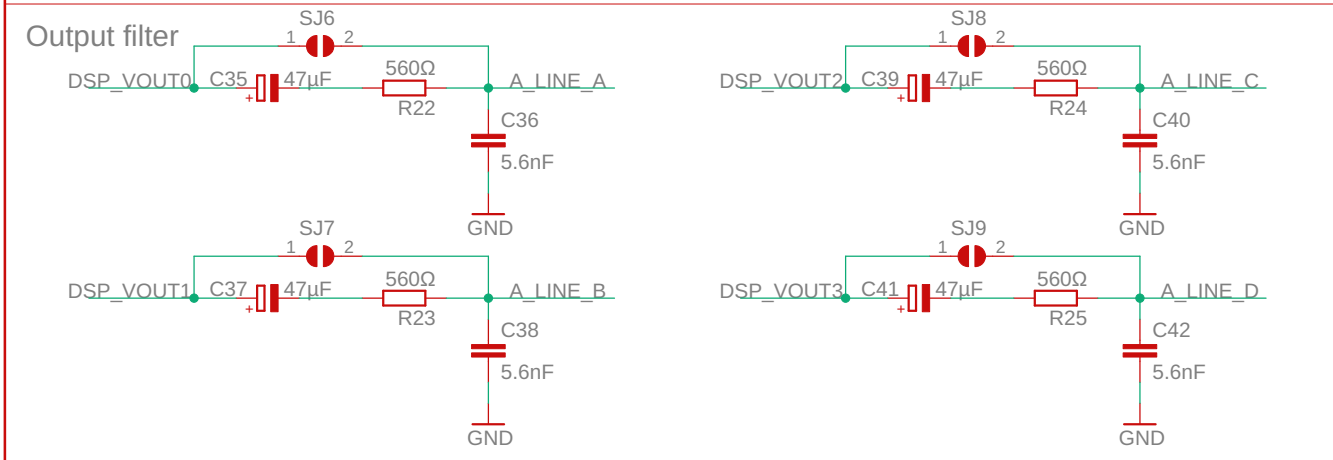 Output filter
SJ6
1 2
DSP_VOUT0 C35 + 47µF 560Ω R22 A_LINE_A
C36
5.6nF
GND
SJ8
1 2
DSP_VOUT2 C39 + 47µF 560Ω R24 A_LINE_C
C40
5.6nF
GND
SJ7
1 2
DSP_VOUT1 C37 + 47µF 560Ω R23 A_LINE_B
C38
5.6nF
GND
SJ9
1 2
DSP_VOUT3 C41 + 47µF 560Ω R25 A_LINE_D
C42
5.6nF
GND